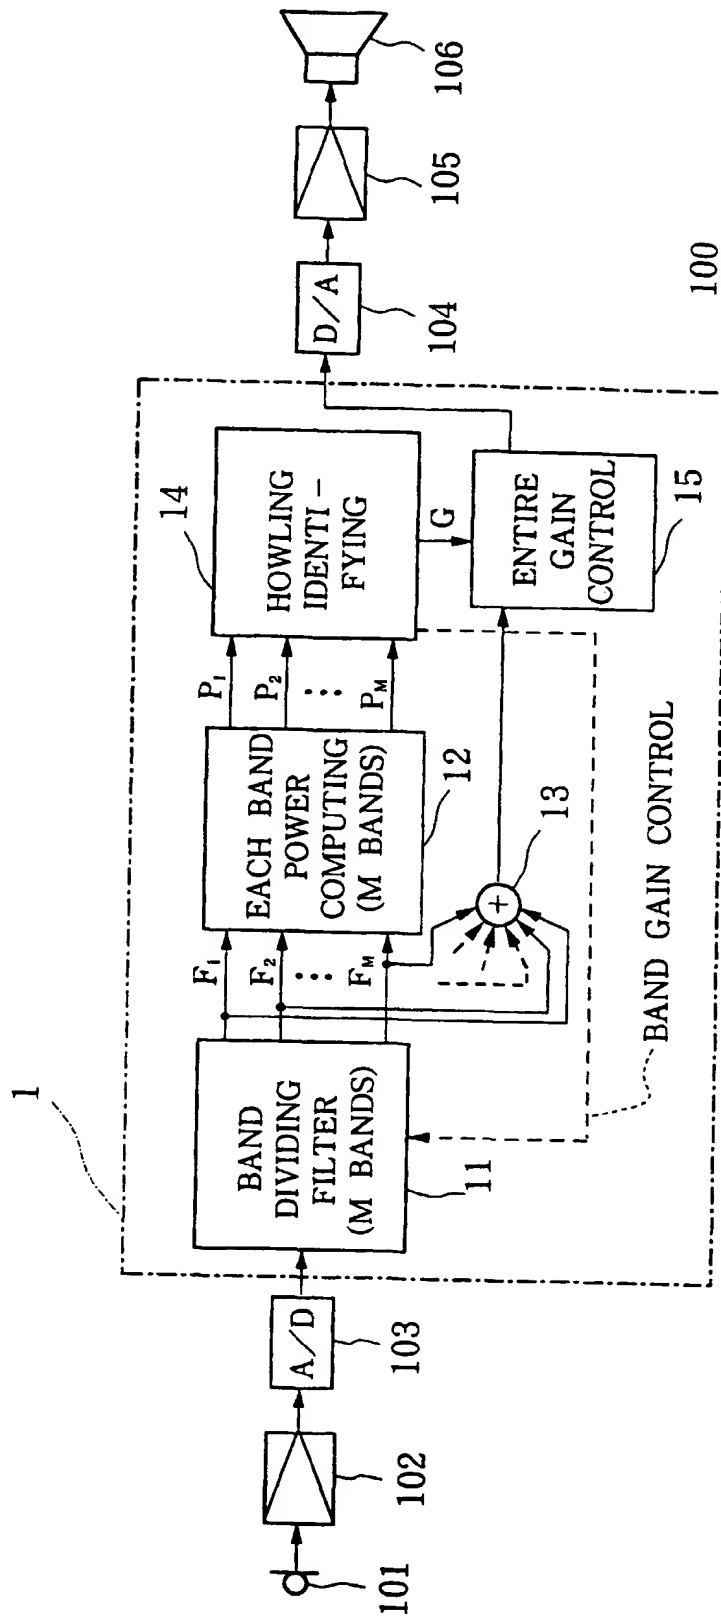 1
101
102
A/D
103
BAND
DIVIDING
FILTER
(M BANDS)
11
F1
F2
FM
EACH BAND
POWER
COMPUTING
(M BANDS)
12
13
+
P1
P2
PM
HOWLING
IDENTI-
FYING
14
G
ENTIRE
GAIN
CONTROL
15
BAND GAIN CONTROL
D/A
104
105
106
100